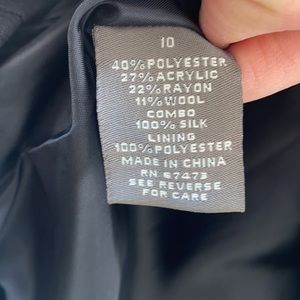 10
40% POLYESTER
27% ACRYLIC
22% RAYON
11% WOOL
COMBO
100% SILK
LINING
100% POLYESTER
MADE IN CHINA
RN 67473
SEE REVERSE
FOR CARE